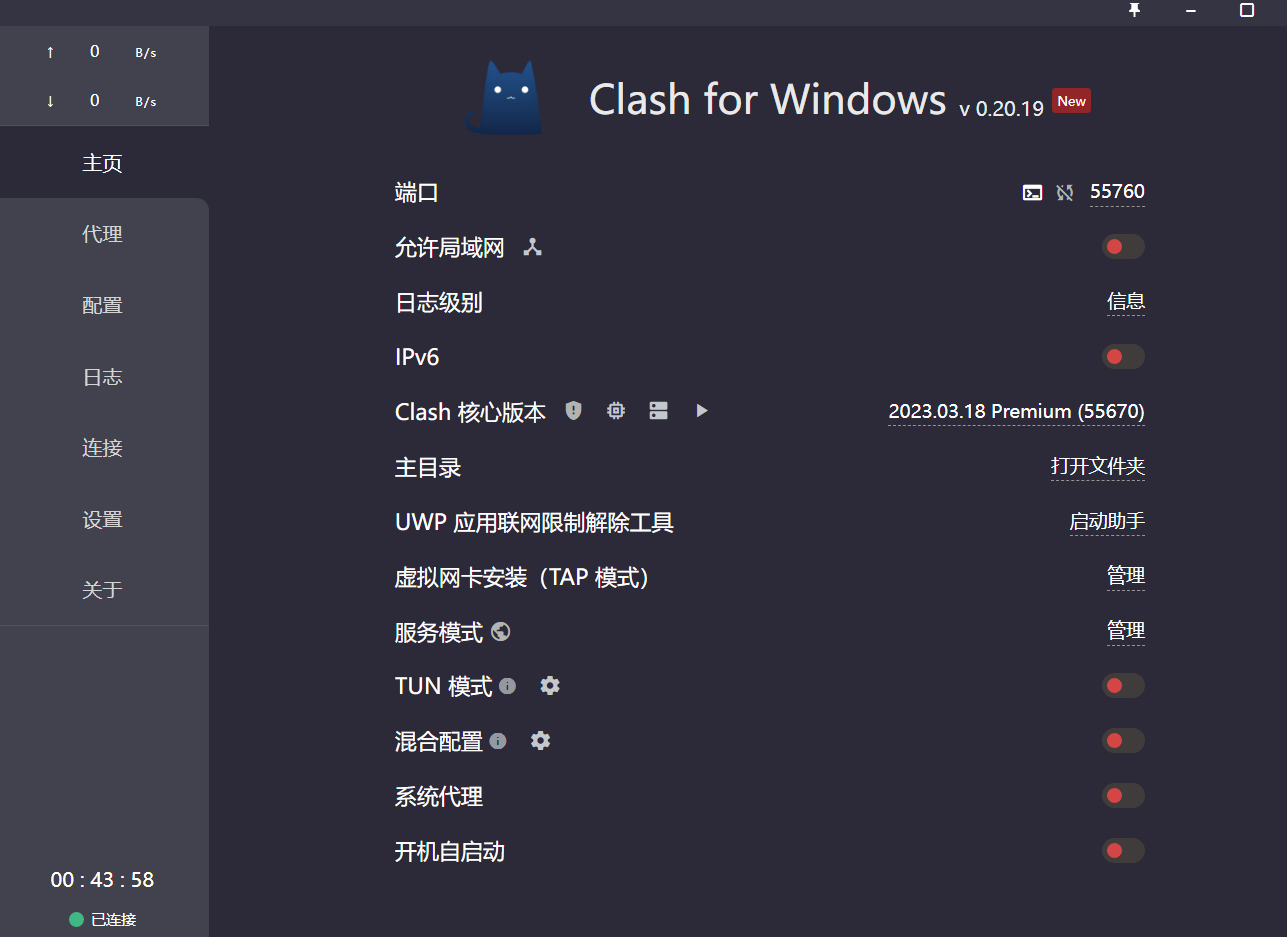 ↑ 0 B/s
↓ 0 B/s
主页
代理
配置
日志
连接
设置
关于
00 : 43 : 58
已连接
Clash for Windows v 0.20.19 New
端口 55760
允许局域网
日志级别 信息
IPv6
Clash 核心版本 2023.03.18 Premium (55670)
主目录 打开文件夹
UWP 应用联网限制解除工具 启动助手
虚拟网卡安装（TAP 模式） 管理
服务模式 管理
TUN 模式
混合配置
系统代理
开机自启动